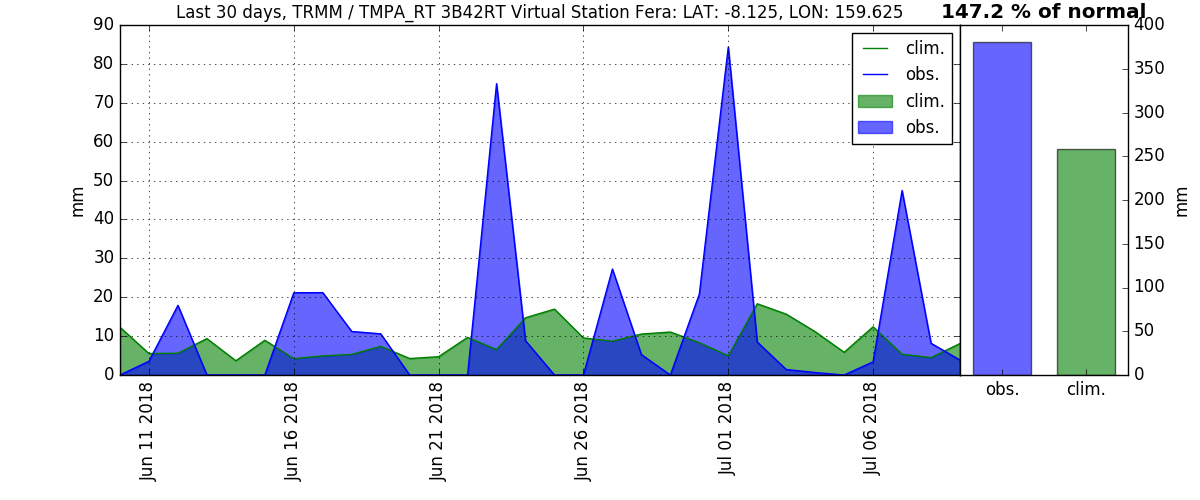 Last 30 days, TRMM / TMPA_RT 3B42RT Virtual Station Fera: LAT: -8.125, LON: 159.625
147.2 % of normal
90
80
70
60
50
40
30
20
10
0
mm
clim.
obs.
clim.
obs.
Jun 11 2018
Jun 16 2018
Jun 21 2018
Jun 26 2018
Jul 01 2018
Jul 06 2018
400
350
300
250
200
150
100
50
0
mm
obs.
clim.